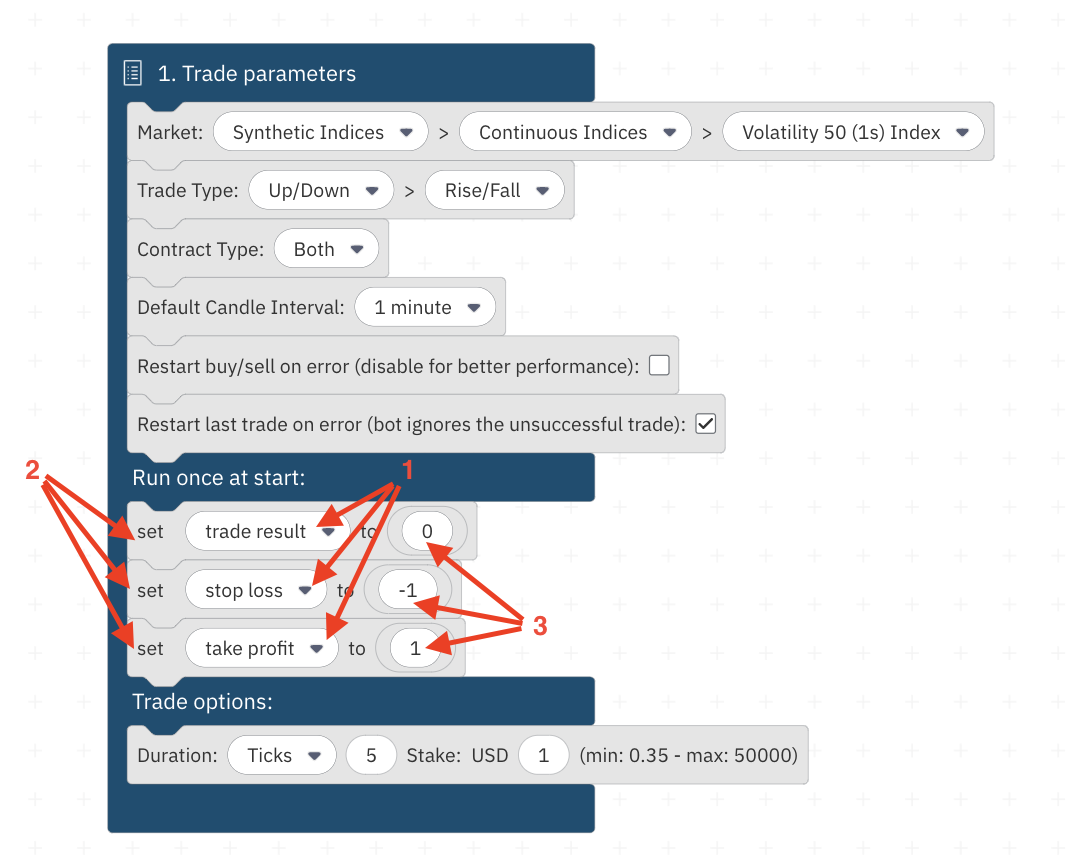 1. Trade parameters
Market: Synthetic Indices > Continuous Indices > Volatility 50 (1s) Index
Trade Type: Up/Down > Rise/Fall
Contract Type: Both
Default Candle Interval: 1 minute
Restart buy/sell on error (disable for better performance):
Restart last trade on error (bot ignores the unsuccessful trade):
2 Run once at start: 1
set trade result to 0
set stop loss to -1
3
set take profit to 1
Trade options:
Duration: Ticks 5 Stake: USD 1 (min: 0.35 - max: 50000)